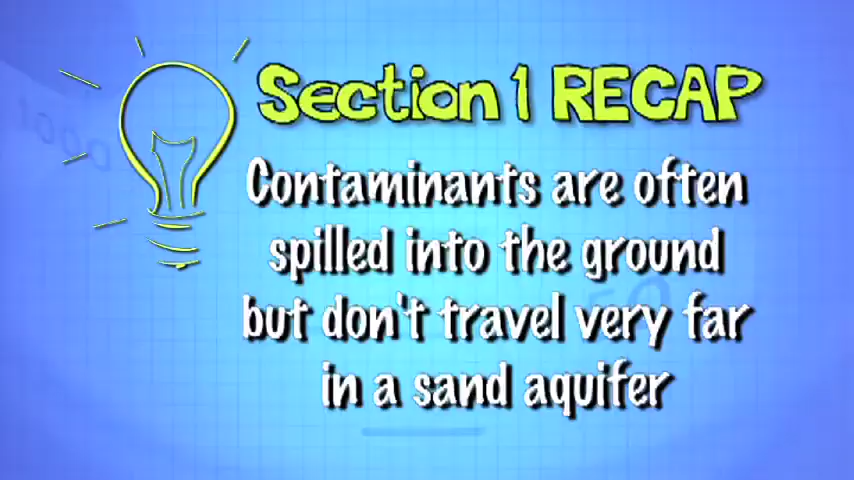 Section 1 RECAP
Contaminants are often
spilled into the ground
but don't travel very far
in a sand aquifer